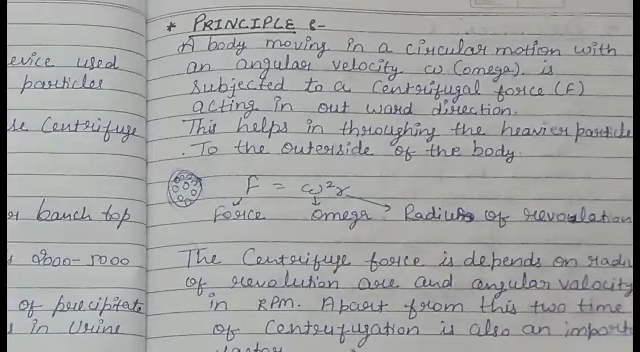 evice used
particles
se Centrifuge
banch top
2000-5000
of precipitate
in Urine
* PRINCIPLE :-
A body moving in a circular motion with
an angular velocity ω (omega). is
subjected to a centrifugal force (F)
acting in out ward direction.
This helps in throughing the heavier particle
. To the outerside of the body.
F = ω²r
Force omega Radius of revoulation
The Centrifuge force is depends on radi
of revolution are and angular velocity
in RPM. Apart from this two time
of Contrufugation is also an import